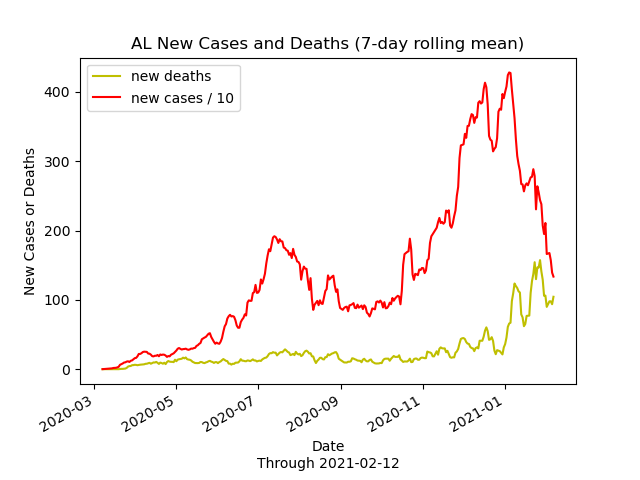 AL New Cases and Deaths (7-day rolling mean)
new deaths
new cases / 10
400
300
200
100
0
New Cases or Deaths
2020-03
2020-05
2020-07
2020-09
2020-11
2021-01
Date
Through 2021-02-12